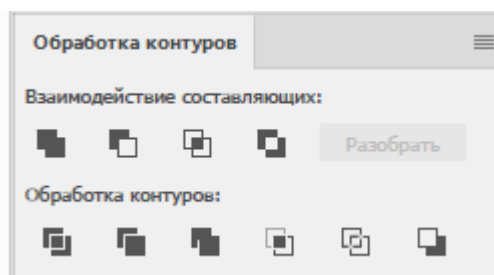 Обработка контуров
Взаимодействие составляющих:
Разобрать
Обработка контуров: